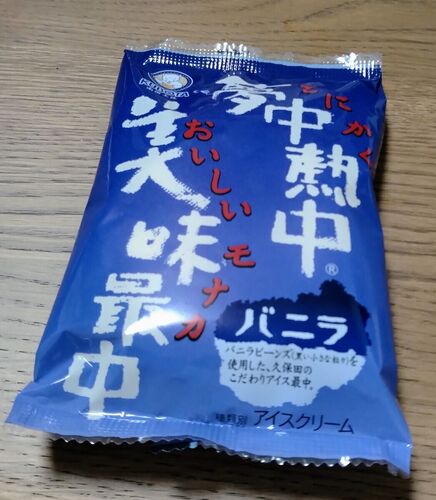 KUBOTA
とにかく
夢中熱中®
おいしいモナカ
美味最中
バニラ
バニラビーンズ(黒い小さな粒々)を
使用した、久保田の
こだわりアイス最中。
種類別 アイスクリーム